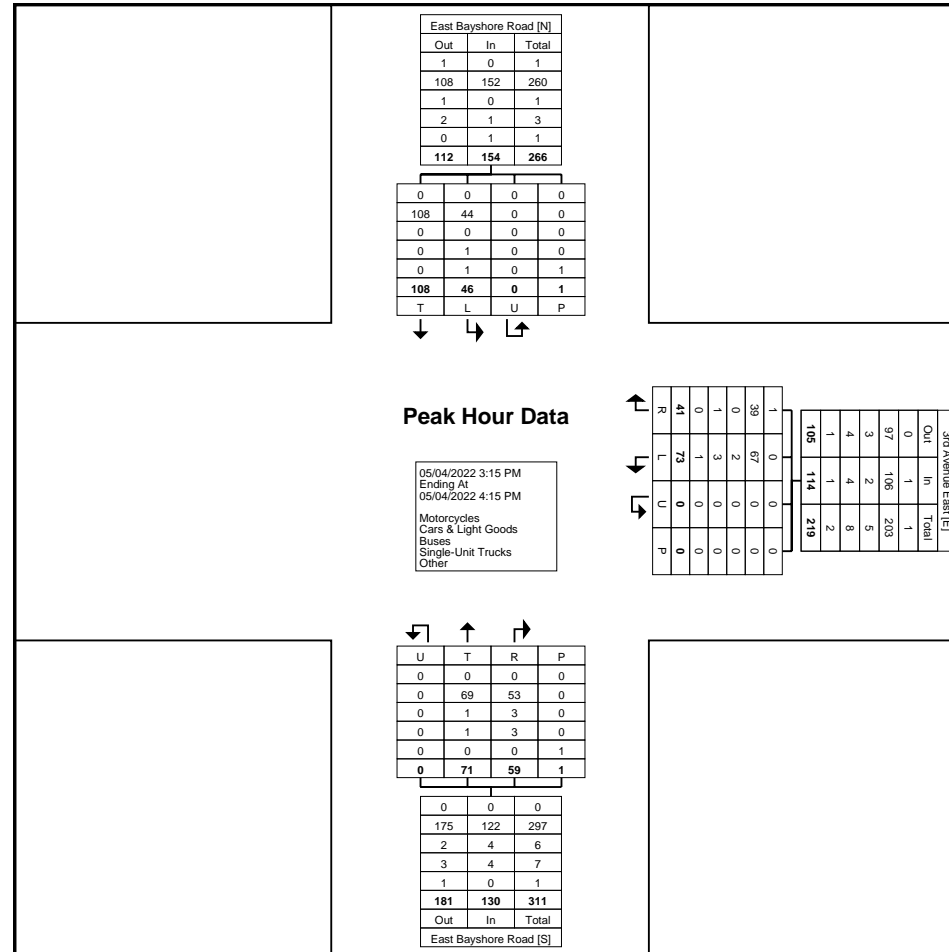 East Bayshore Road [N]
Out In Total
1 0 1
108 152 260
1 0 1
2 1 3
0 1 1
112 154 266
0 0 0 0
108 44 0 0
0 0 0 0
0 1 0 0
0 1 0 1
108 46 0 1
T L U P
Peak Hour Data
05/04/2022 3:15 PM
Ending At
05/04/2022 4:15 PM
Motorcycles
Cars & Light Goods
Buses
Single-Unit Trucks
Other
3rd Avenue East [E]
Out In Total
0 1 1
97 106 203
3 2 5
4 4 8
1 1 2
105 114 219
1 0 0 0
39 67 0 0
0 2 0 0
1 3 0 0
0 1 0 0
41 73 0 0
R L U P
U T R P
0 0 0 0
0 69 53 0
0 1 3 0
0 1 3 0
0 0 0 1
0 71 59 1
0 0 0
175 122 297
2 4 6
3 4 7
1 0 1
181 130 311
Out In Total
East Bayshore Road [S]